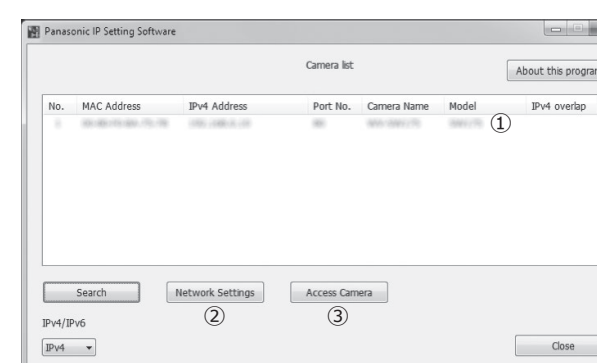 Panasonic IP Setting Software
Camera list
About this progra
No. MAC Address IPv4 Address Port No. Camera Name Model IPv4 overlap
①
Search Network Settings Access Camera
② ③
IPv4/IPv6
IPv4 Close